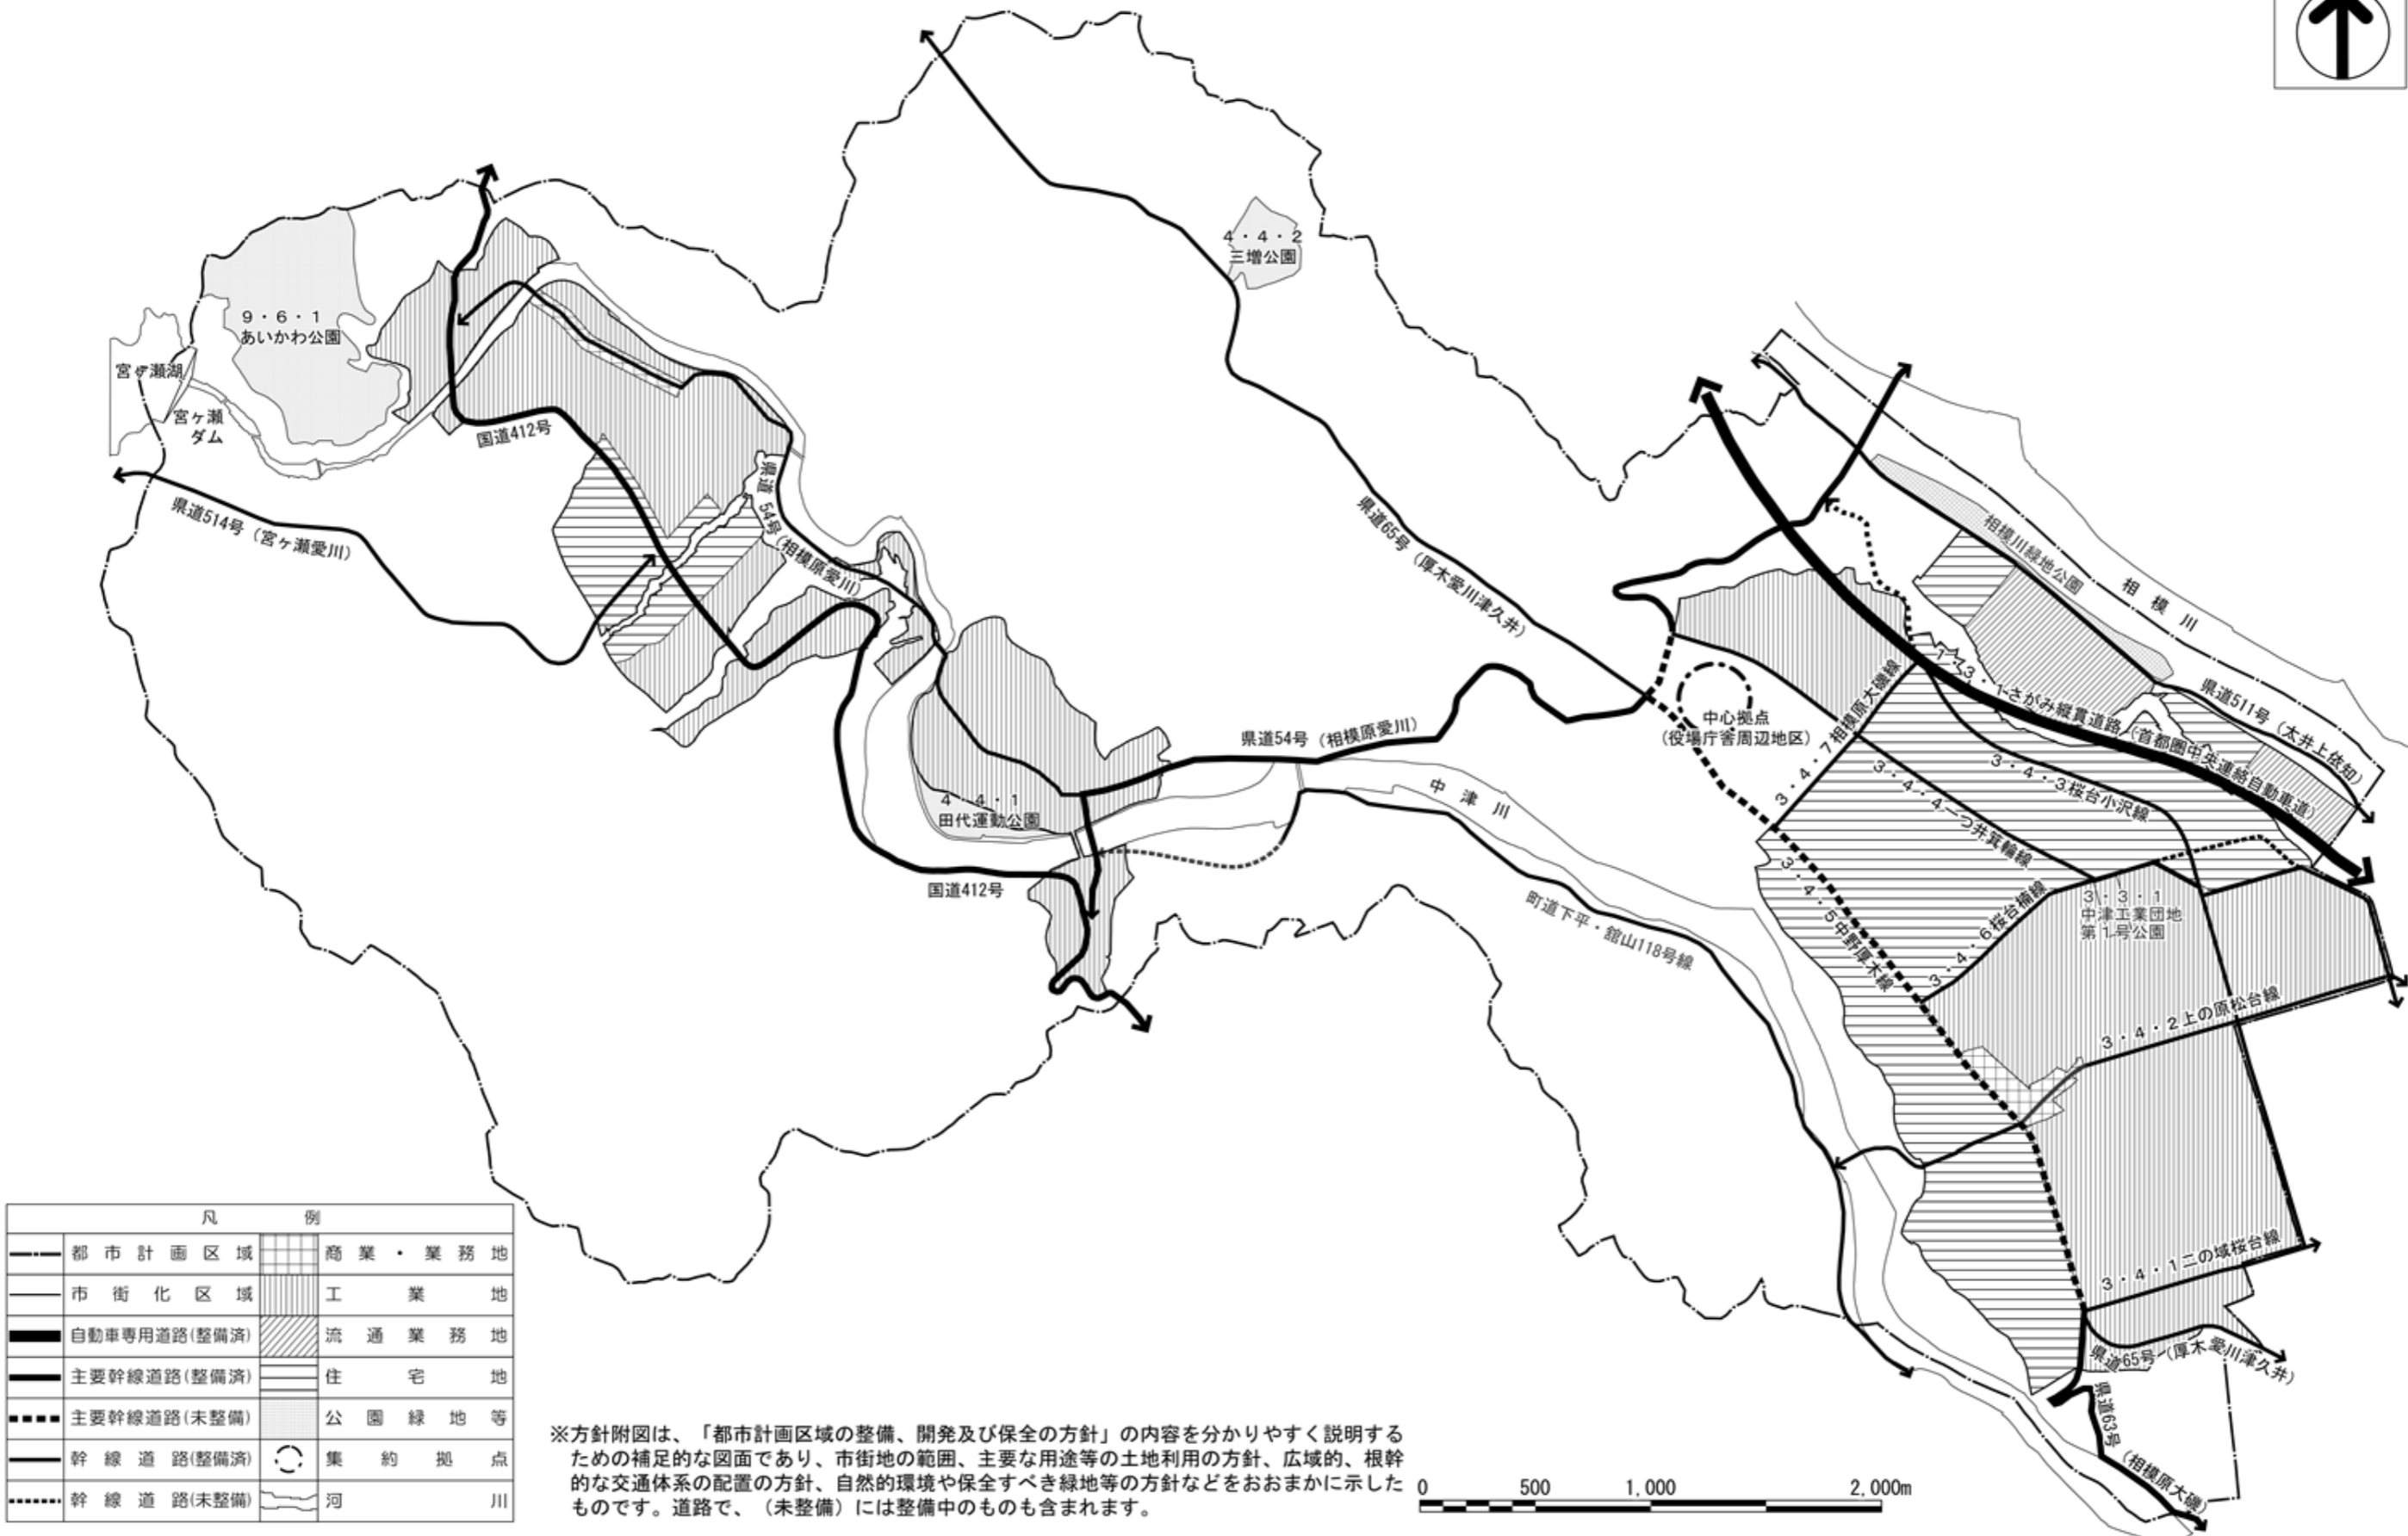 4・4・2
三増公園
9・6・1
あいかわ公園
宮ヶ瀬湖
宮ヶ瀬
ダム
国道412号
県道514号（宮ヶ瀬愛川）
県道 54号（相模原愛川）
県道65号（厚木愛川津久井）
相模川緑地公園
相模川
1・3・1さがみ縦貫道路（首都圏中央連絡自動車道）
県道511号（太井上依知）
中心拠点
（役場庁舎周辺地区）
3・4・7相模原大磯線
県道54号（相模原愛川）
3・4・3桜台小沢線
3・4・4一つ井箕輪線
4・4・1
田代運動公園
中津川
国道412号
町道下平・舘山118号線
3・4・5中野厚木線
3・4・6桜台楠線
3・3・1
中津工業団地
第1号公園
3・4・2上の原松台線
3・4・1二の域桜台線
県道65号（厚木愛川津久井）
県道63号（相模原大磯）
凡例
都市計画区域
商業・業務地
市街化区域
工業地
自動車専用道路(整備済)
流通業務地
主要幹線道路(整備済)
住宅地
主要幹線道路(未整備)
公園緑地等
幹線道路(整備済)
集約拠点
幹線道路(未整備)
河川
※方針附図は、「都市計画区域の整備、開発及び保全の方針」の内容を分かりやすく説明する
ための補足的な図面であり、市街地の範囲、主要な用途等の土地利用の方針、広域的、根幹
的な交通体系の配置の方針、自然的環境や保全すべき緑地等の方針などをおおまかに示した
ものです。道路で、（未整備）には整備中のものも含まれます。
0 500 1,000 2,000m